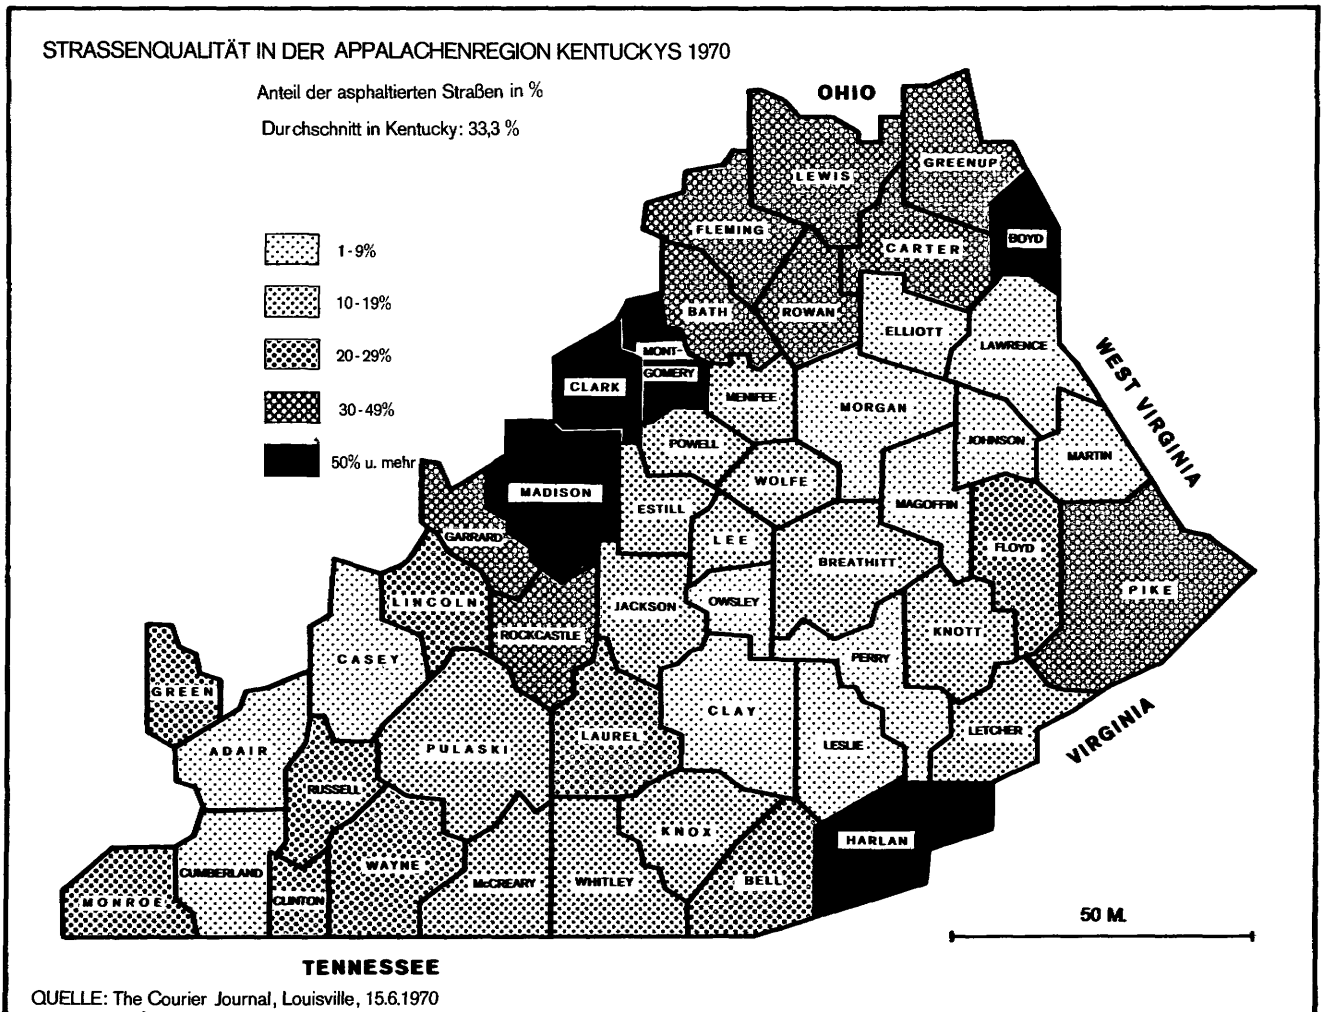 STRASSENQUALITÄT IN DER APPALACHENREGION KENTUCKYS 1970
Anteil der asphaltierten Straßen in %
Durchschnitt in Kentucky: 33,3 %
1-9%
10-19%
20-29%
30-49%
50% u. mehr
OHIO
GREENUP
LEWIS
FLEMING
CARTER
BOYD
BATH
ROWAN
ELLIOTT
LAWRENCE
WEST VIRGINIA
MONT-
GOMERY
CLARK
MENIFEE
MORGAN
POWELL
JOHNSON
MARTIN
WOLFE
MADISON
ESTILL
MAGOFFIN
GARRARD
LEE
FLOYD
BREATHITT
PIKE
LINCOLN
JACKSON
OWSLEY
ROCKCASTLE
KNOTT
CASEY
PERRY
GREEN
CLAY
LETCHER
VIRGINIA
ADAIR
PULASKI
LAUREL
LESLIE
RUSSELL
KNOX
HARLAN
WAYNE
CUMBERLAND
McCREARY
WHITLEY
BELL
MONROE
CLINTON
50 M.
TENNESSEE
QUELLE: The Courier Journal, Louisville, 15.6.1970